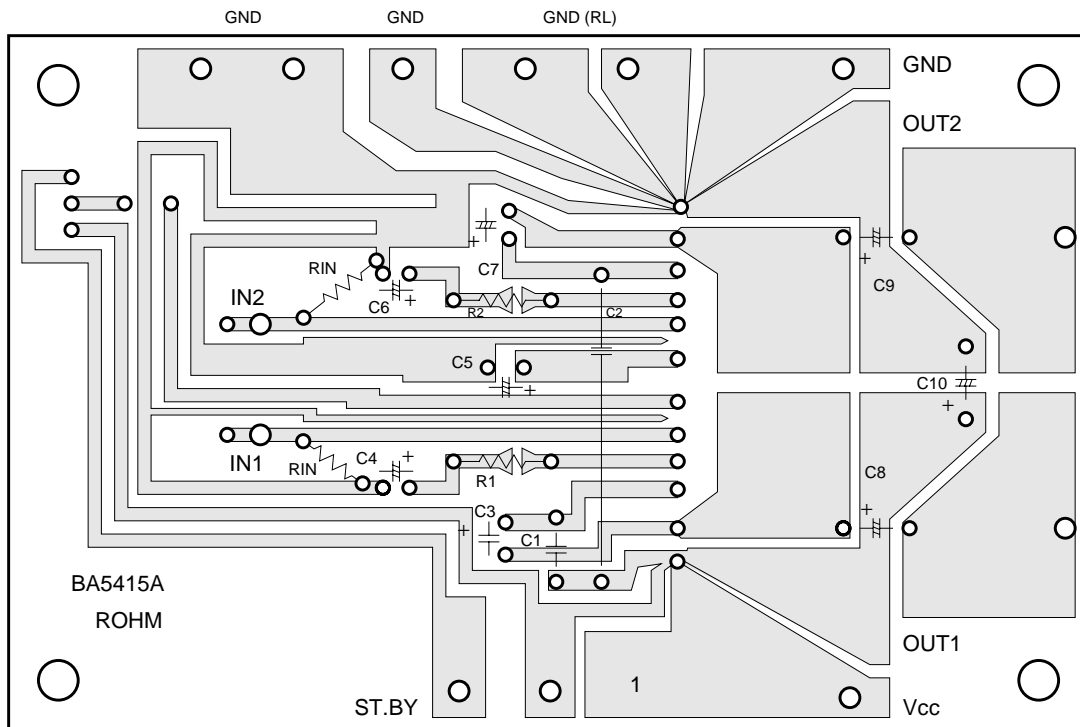 GND GND GND (RL)
GND
OUT2
C7
RIN
C6
C9
IN2
R2 C2
C5
C10
IN1
RIN
C4
R1
C8
C3
C1
BA5415A
ROHM
OUT1
1
ST.BY
Vcc